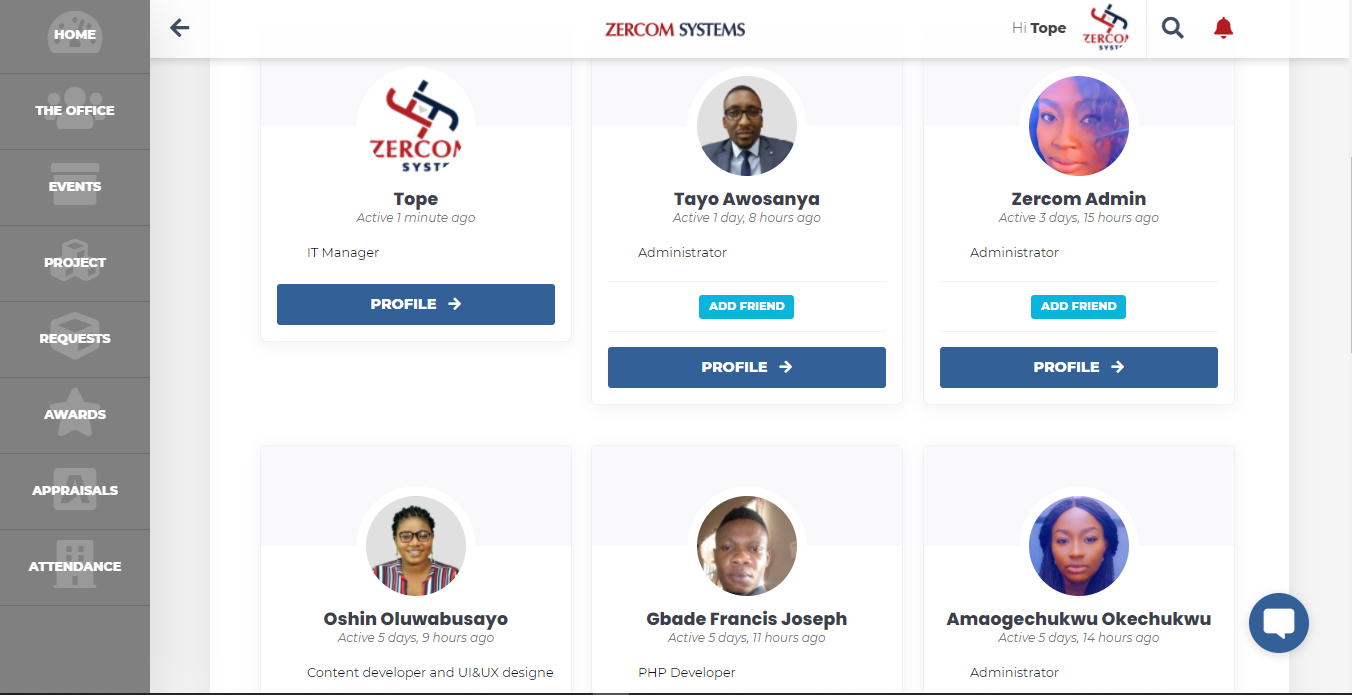 HOME
THE OFFICE
EVENTS
PROJECT
REQUESTS
AWARDS
APPRAISALS
ATTENDANCE
ZERCOM SYSTEMS
Hi Tope
ZERCO
SYST
ZERCO
SYST
Tope
Active 1 minute ago
IT Manager
PROFILE
Tayo Awosanya
Active 1 day, 8 hours ago
Administrator
ADD FRIEND
PROFILE
Zercom Admin
Active 3 days, 15 hours ago
Administrator
ADD FRIEND
PROFILE
Oshin Oluwabusayo
Active 5 days, 9 hours ago
Content developer and UI&UX designe
Gbade Francis Joseph
Active 5 days, 11 hours ago
PHP Developer
Amaogechukwu Okechukwu
Active 5 days, 14 hours ago
Administrator